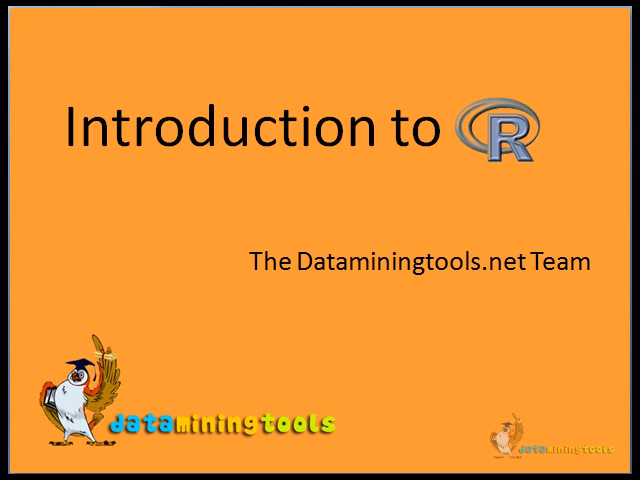 Introduction to R
The Dataminingtools.net Team
dataminingtools
dataminingtools